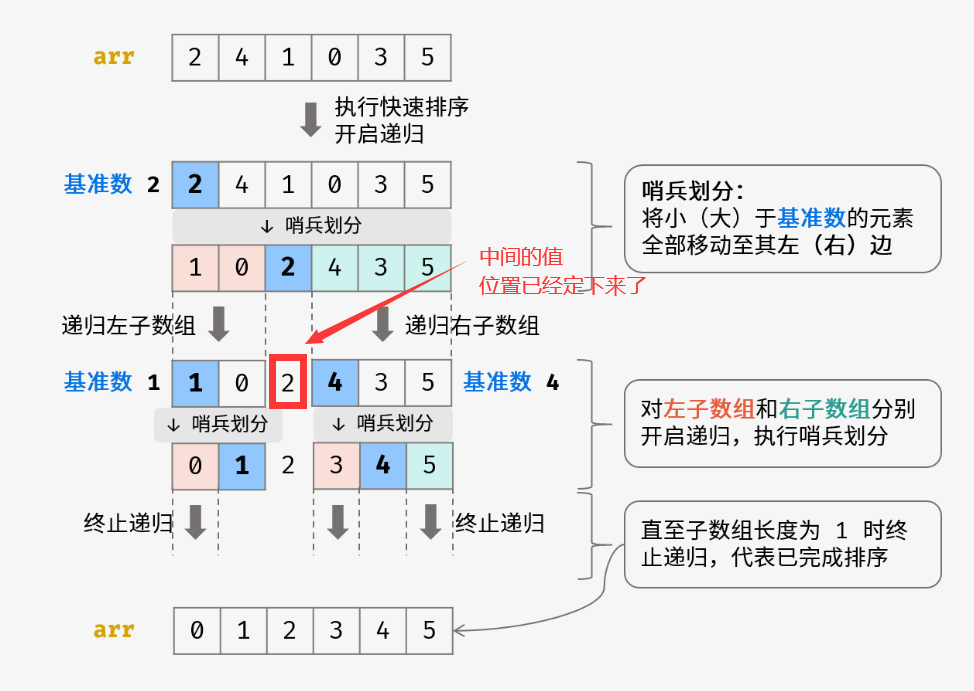 arr 2 4 1 0 3 5
执行快速排序
开启递归
基准数 2 2 4 1 0 3 5
↓ 哨兵划分
1 0 2 4 3 5
哨兵划分：
将小（大）于基准数的元素
全部移动至其左（右）边
中间的值
位置已经定下来了
递归左子数组 递归右子数组
基准数 1 1 0 2 4 3 5 基准数 4
↓ 哨兵划分 ↓ 哨兵划分
0 1 2 3 4 5
对左子数组和右子数组分别
开启递归，执行哨兵划分
终止递归 终止递归
直至子数组长度为 1 时终
止递归，代表已完成排序
arr 0 1 2 3 4 5